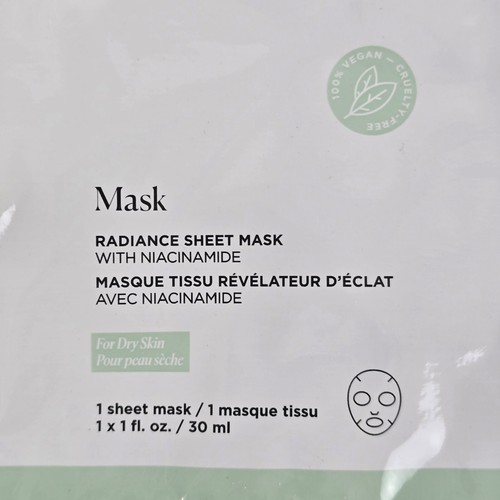 100% VEGAN – CRUELTY-FREE
Mask
RADIANCE SHEET MASK
WITH NIACINAMIDE
MASQUE TISSU RÉVÉLATEUR D'ÉCLAT
AVEC NIACINAMIDE
For Dry Skin
Pour peau sèche
1 sheet mask / 1 masque tissu
1 x 1 fl. oz. / 30 ml